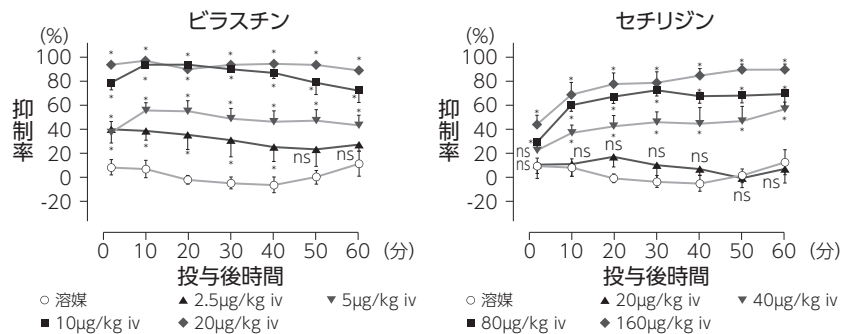 ビラスチン
(%)
100
80
60
40
20
0
-20
抑制率
ns
ns
0 10 20 30 40 50 60 (分)
投与後時間
溶媒 2.5μg/kg iv 5μg/kg iv
10μg/kg iv 20μg/kg iv
セチリジン
(%)
100
80
60
40
20
0
-20
抑制率
ns
ns
ns
ns
ns
ns
ns
ns
0 10 20 30 40 50 60 (分)
投与後時間
溶媒 20μg/kg iv 40μg/kg iv
80μg/kg iv 160μg/kg iv